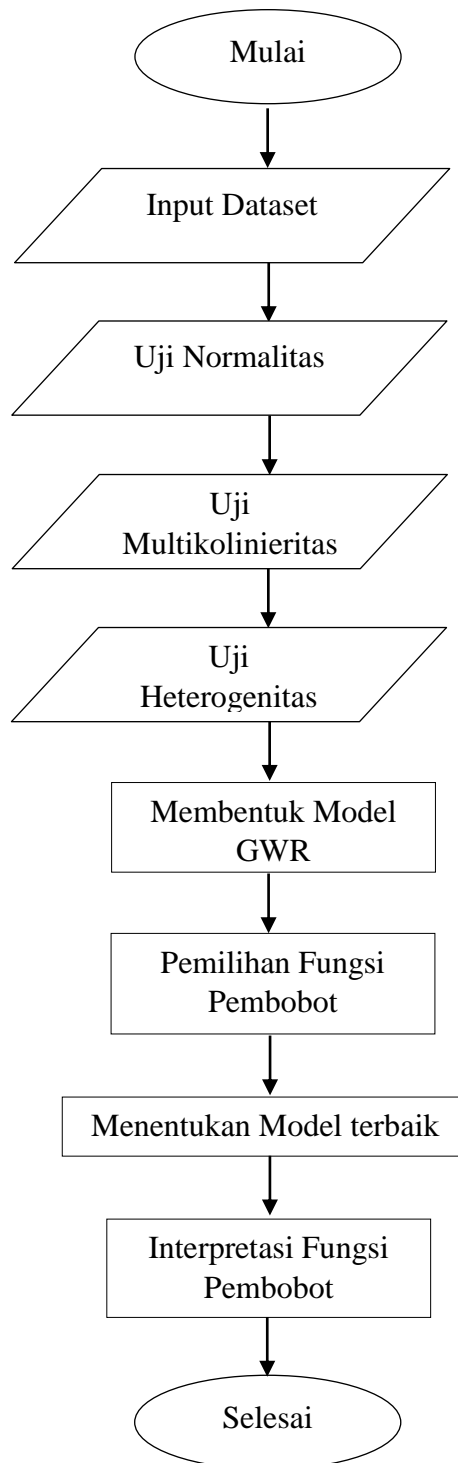 Mulai
Input Dataset
Uji Normalitas
Uji
Multikolinieritas
Uji
Heterogenitas
Membentuk Model
GWR
Pemilihan Fungsi
Pembobot
Menentukan Model terbaik
Interpretasi Fungsi
Pembobot
Selesai